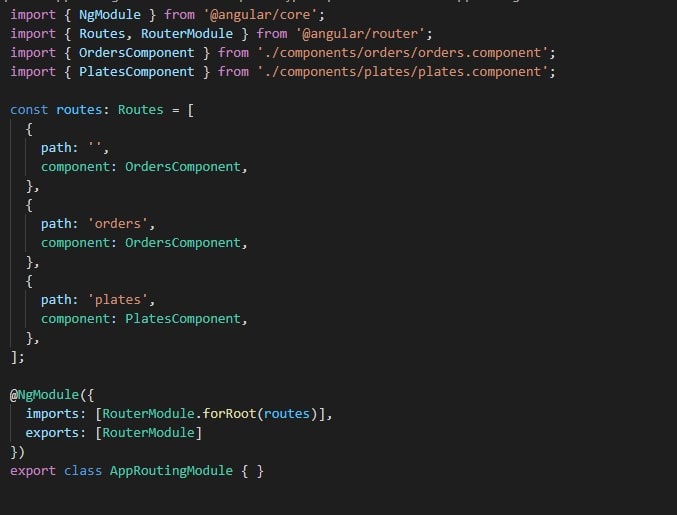 import { NgModule } from '@angular/core';
import { Routes, RouterModule } from '@angular/router';
import { OrdersComponent } from './components/orders/orders.component';
import { PlatesComponent } from './components/plates/plates.component';

const routes: Routes = [
  {
    path: '',
    component: OrdersComponent,
  },
  {
    path: 'orders',
    component: OrdersComponent,
  },
  {
    path: 'plates',
    component: PlatesComponent,
  },
];

@NgModule({
  imports: [RouterModule.forRoot(routes)],
  exports: [RouterModule]
})
export class AppRoutingModule { }